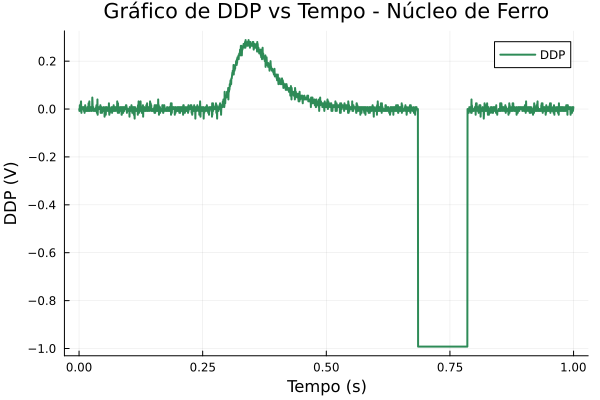 Gráfico de DDP vs Tempo - Núcleo de Ferro
DDP
DDP (V)
0.2
0.0
−0.2
−0.4
−0.6
−0.8
−1.0
0.00 0.25 0.50 0.75 1.00
Tempo (s)